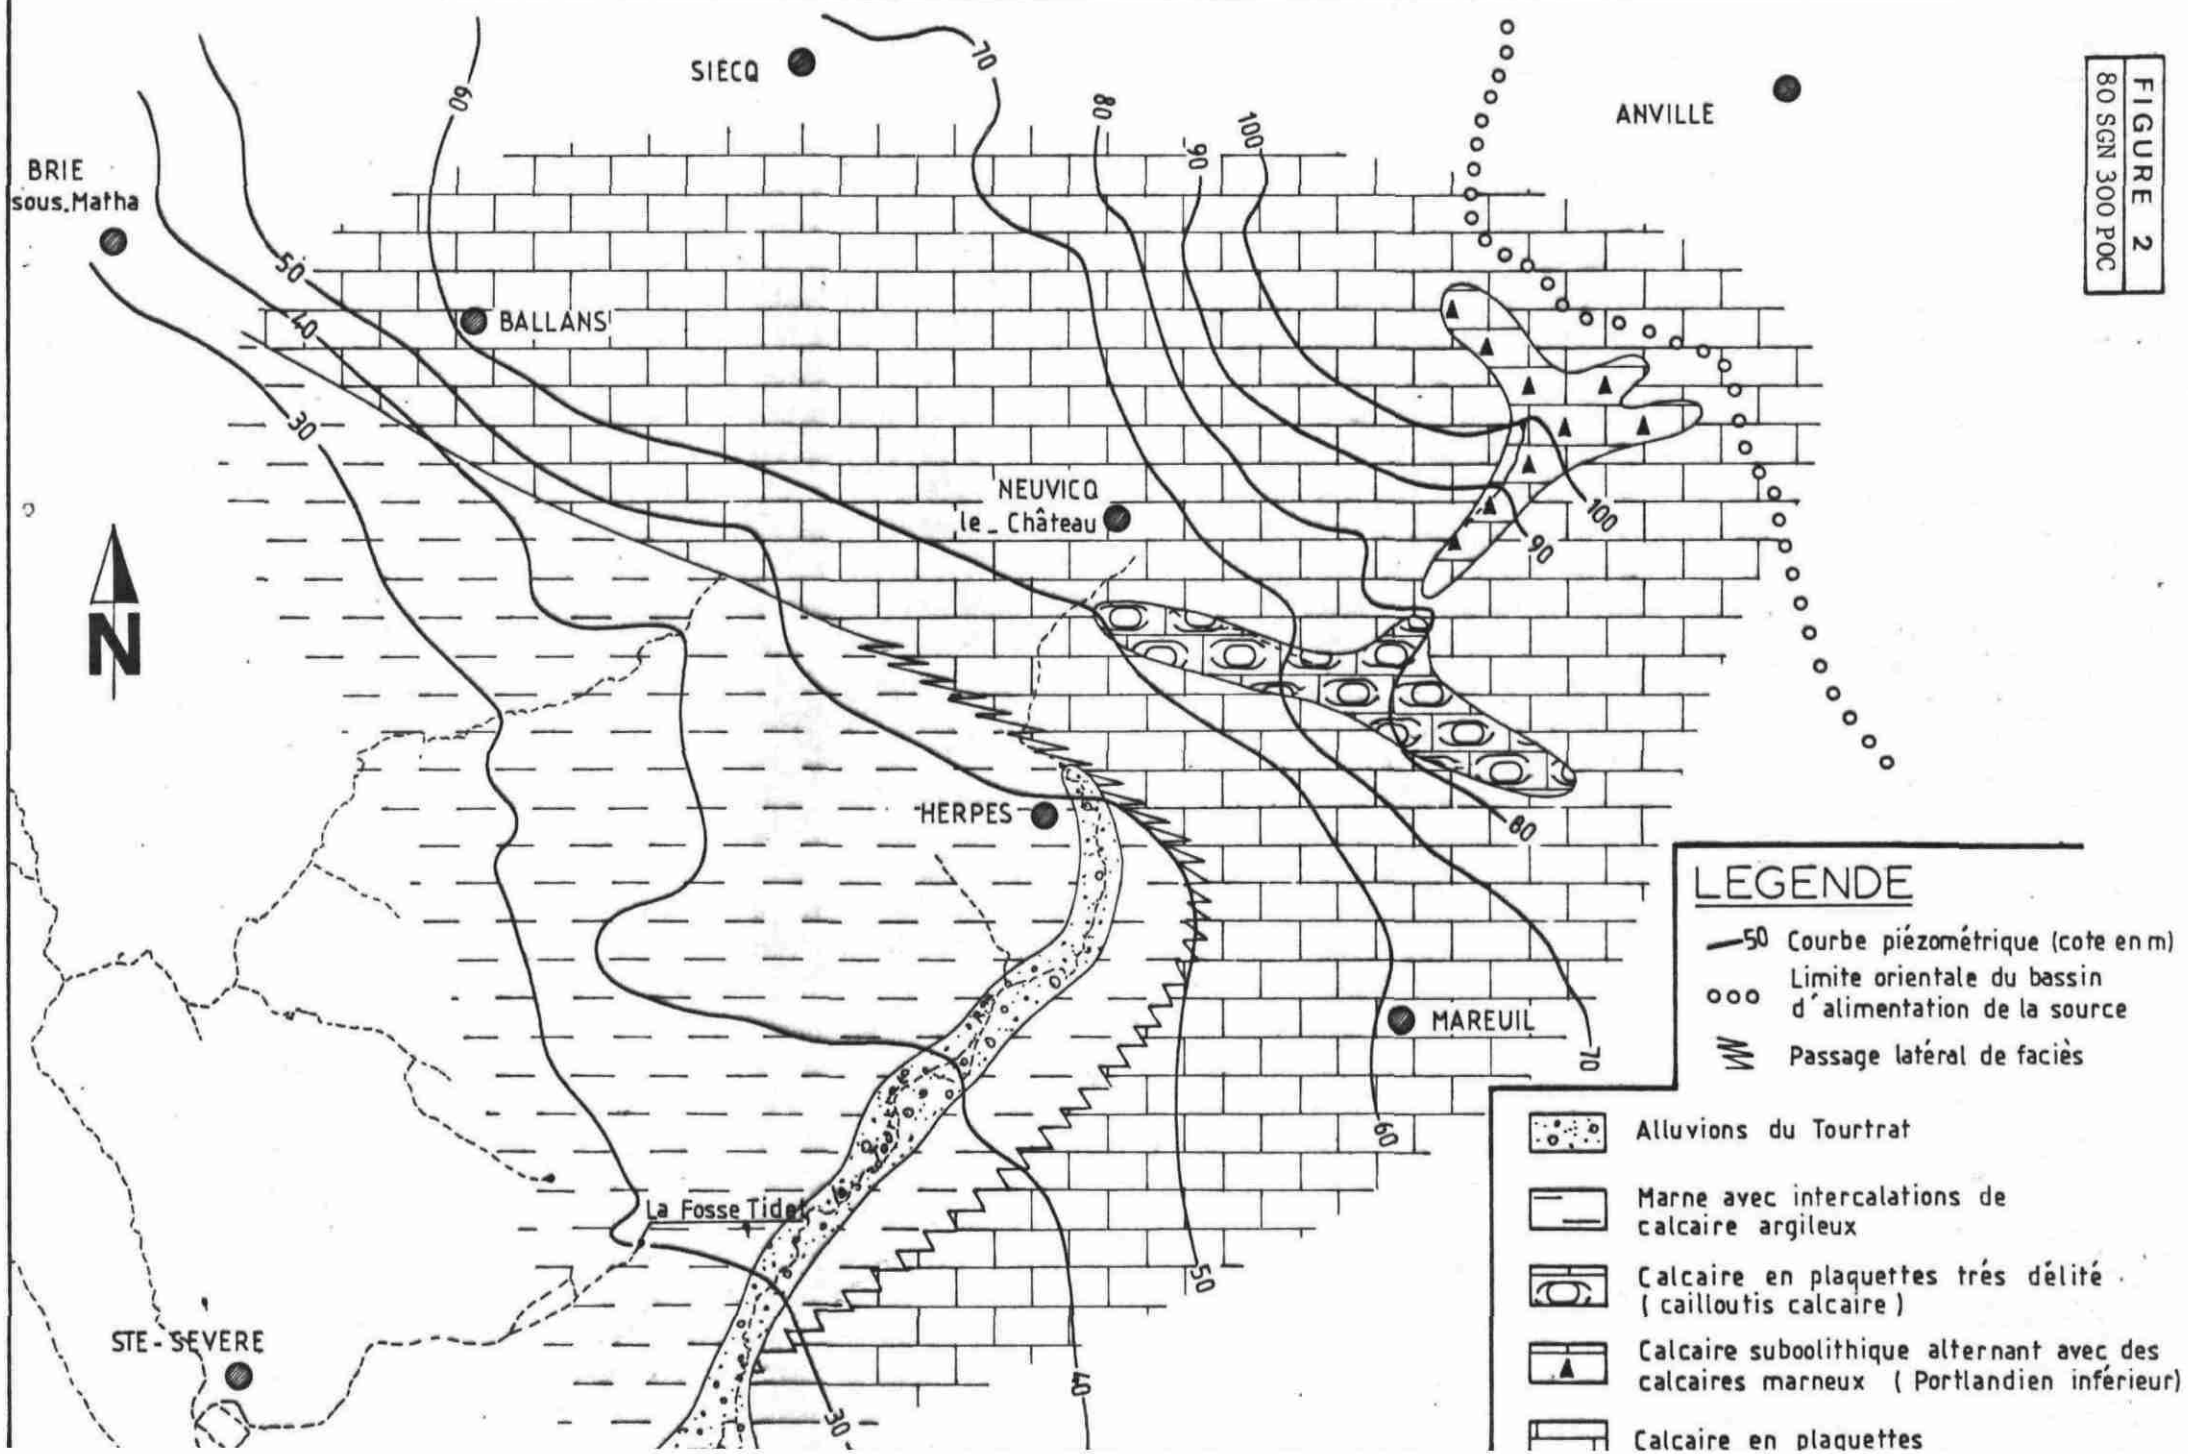 FIGURE 2
80 SGN 300 POC
SIECQ
ANVILLE
BRIE
sous.Matha
BALLANS
NEUVICQ
le_Château
HERPES
MAREUIL
La Fosse Tidet
STE-SEVERE
N
70
60
80
90
100
50
40
30
100
90
80
70
60
50
40
30
LEGENDE
50 Courbe piézométrique (cote en m)
Limite orientale du bassin
d'alimentation de la source
Passage latéral de faciès
Alluvions du Tourtrat
Marne avec intercalations de
calcaire argileux
Calcaire en plaquettes trés délité
( cailloutis calcaire )
Calcaire suboolithique alternant avec des
calcaires marneux ( Portlandien inférieur)
Calcaire en plaquettes